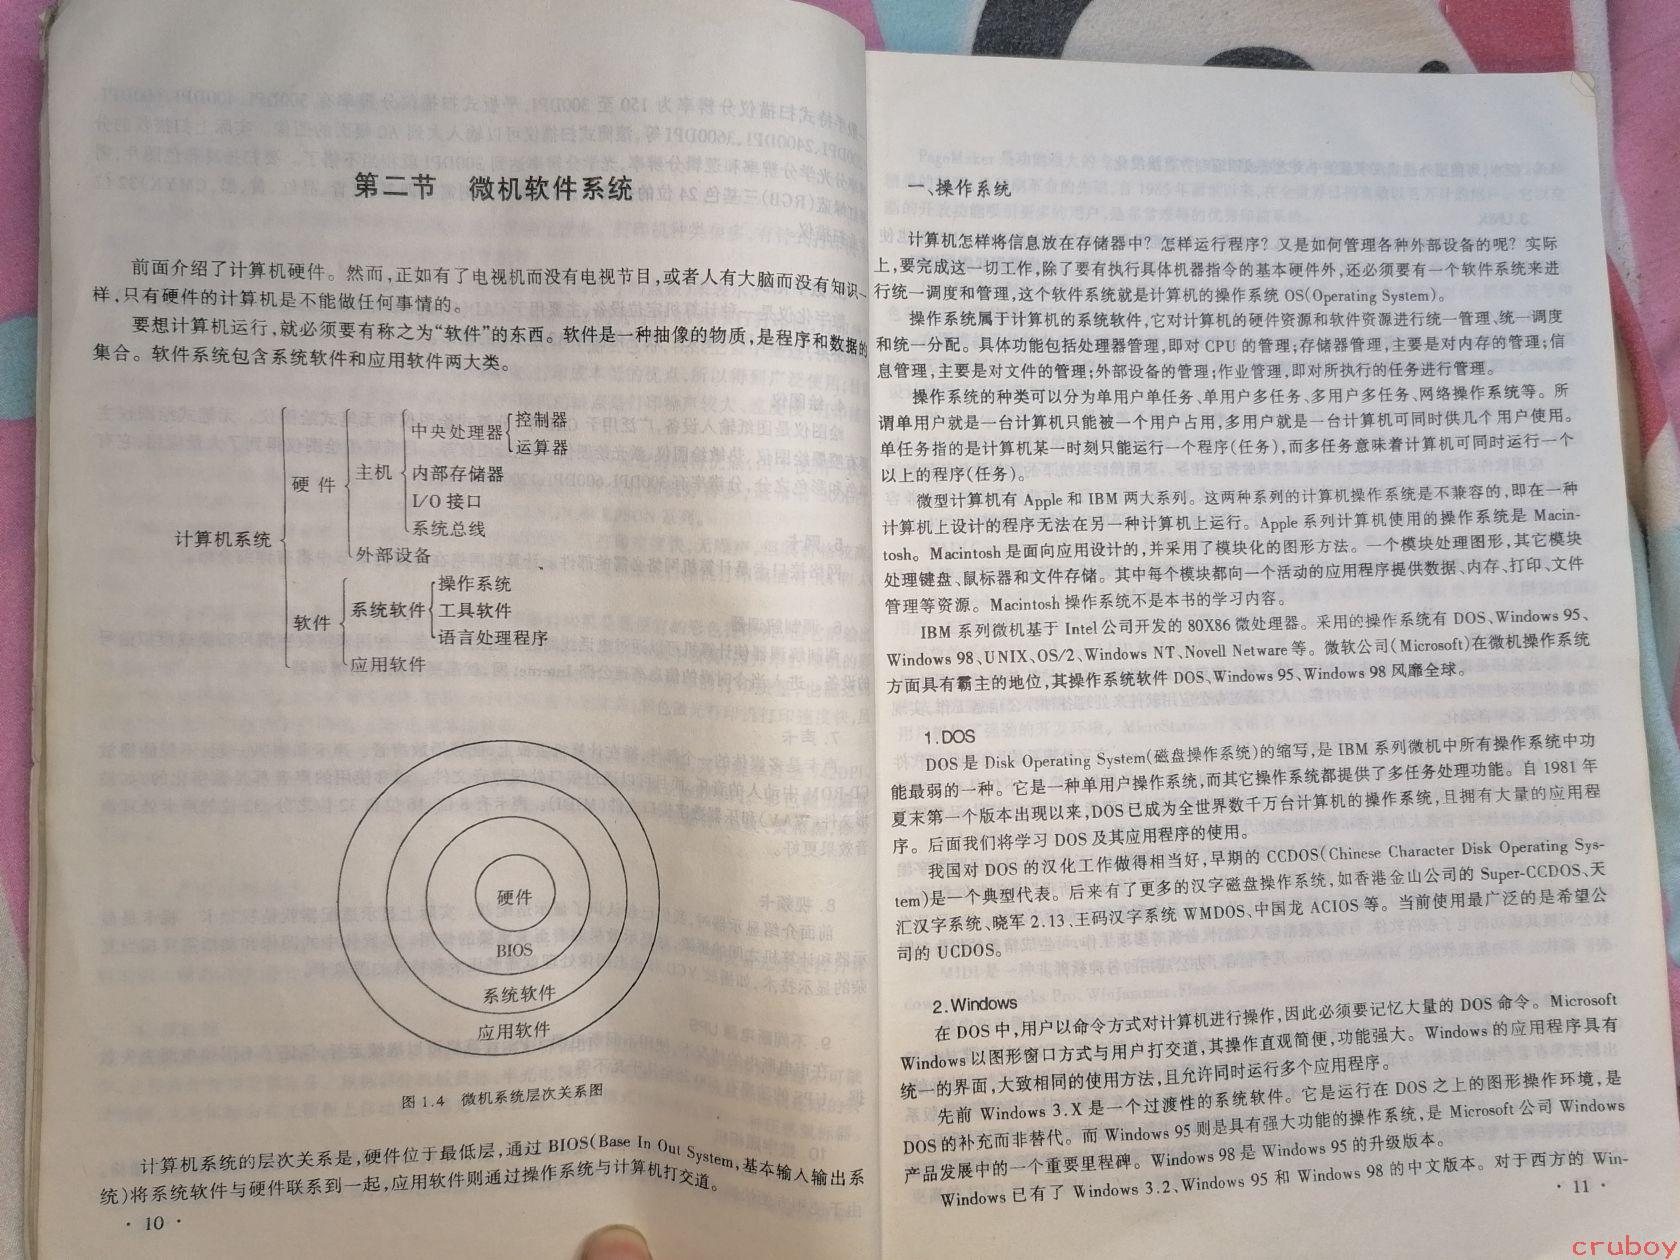 第二节　微机软件系统
前面介绍了计算机硬件。然而,正如有了电视机而没有电视节目,或者人有大脑而没有知识一
样,只有硬件的计算机是不能做任何事情的。
要想计算机运行,就必须要有称之为“软件”的东西。软件是一种抽像的物质,是程序和数据的
集合。软件系统包含系统软件和应用软件两大类。
计算机系统
硬 件
主机
中央处理器
控制器
运算器
内部存储器
I/O 接口
系统总线
外部设备
软件
系统软件
操作系统
工具软件
语言处理程序
应用软件
硬件
BIOS
系统软件
应用软件
图 1.4　微机系统层次关系图
计算机系统的层次关系是,硬件位于最低层,通过 BIOS(Base In Out System,基本输入输出系
统)将系统软件与硬件联系到一起,应用软件则通过操作系统与计算机打交道。
· 10 ·
一、操作系统
计算机怎样将信息放在存储器中? 怎样运行程序? 又是如何管理各种外部设备的呢? 实际
上,要完成这一切工作,除了要有执行具体机器指令的基本硬件外,还必须要有一个软件系统来进
行统一调度和管理,这个软件系统就是计算机的操作系统 OS(Operating System)。
操作系统属于计算机的系统软件,它对计算机的硬件资源和软件资源进行统一管理、统一调度
和统一分配。具体功能包括处理器管理,即对 CPU 的管理;存储器管理,主要是对内存的管理;信
息管理,主要是对文件的管理;外部设备的管理;作业管理,即对所执行的任务进行管理。
操作系统的种类可以分为单用户单任务、单用户多任务、多用户多任务、网络操作系统等。所
谓单用户就是一台计算机只能被一个用户占用,多用户就是一台计算机可同时供几个用户使用。
单任务指的是计算机某一时刻只能运行一个程序(任务),而多任务意味着计算机可同时运行一个
以上的程序(任务)。
微型计算机有 Apple 和 IBM 两大系列。这两种系列的计算机操作系统是不兼容的,即在一种
计算机上设计的程序无法在另一种计算机上运行。Apple 系列计算机使用的操作系统是 Macin-
tosh。Macintosh 是面向应用设计的,并采用了模块化的图形方法。一个模块处理图形,其它模块
处理键盘、鼠标器和文件存储。其中每个模块都向一个活动的应用程序提供数据、内存、打印、文件
管理等资源。Macintosh 操作系统不是本书的学习内容。
IBM 系列微机基于 Intel 公司开发的 80X86 微处理器。采用的操作系统有 DOS、Windows 95、
Windows 98、UNIX、OS/2、Windows NT、Novell Netware 等。微软公司(Microsoft)在微机操作系统
方面具有霸主的地位,其操作系统软件 DOS、Windows 95、Windows 98 风靡全球。
1.DOS
DOS 是 Disk Operating System(磁盘操作系统)的缩写,是 IBM 系列微机中所有操作系统中功
能最弱的一种。它是一种单用户操作系统,而其它操作系统都提供了多任务处理功能。自 1981 年
夏末第一个版本出现以来,DOS 已成为全世界数千万台计算机的操作系统,且拥有大量的应用程
序。后面我们将学习 DOS 及其应用程序的使用。
我国对 DOS 的汉化工作做得相当好,早期的 CCDOS(Chinese Character Disk Operating Sys-
tem)是一个典型代表。后来有了更多的汉字磁盘操作系统,如香港金山公司的 Super-CCDOS、天
汇汉字系统、晓军 2.13、王码汉字系统 WMDOS、中国龙 ACIOS 等。当前使用最广泛的是希望公
司的 UCDOS。
2.Windows
在 DOS 中,用户以命令方式对计算机进行操作,因此必须要记忆大量的 DOS 命令。Microsoft
Windows 以图形窗口方式与用户打交道,其操作直观简便,功能强大。Windows 的应用程序具有
统一的界面,大致相同的使用方法,且允许同时运行多个应用程序。
先前 Windows 3.X 是一个过渡性的系统软件。它是运行在 DOS 之上的图形操作环境,是
DOS 的补充而非替代。而 Windows 95 则是具有强大功能的操作系统,是 Microsoft 公司 Windows
产品发展中的一个重要里程碑。Windows 98 是 Windows 95 的升级版本。
Windows 已有了 Windows 3.2、Windows 95 和 Windows 98 的中文版本。对于西方的 Win-
· 11 ·
cruboy